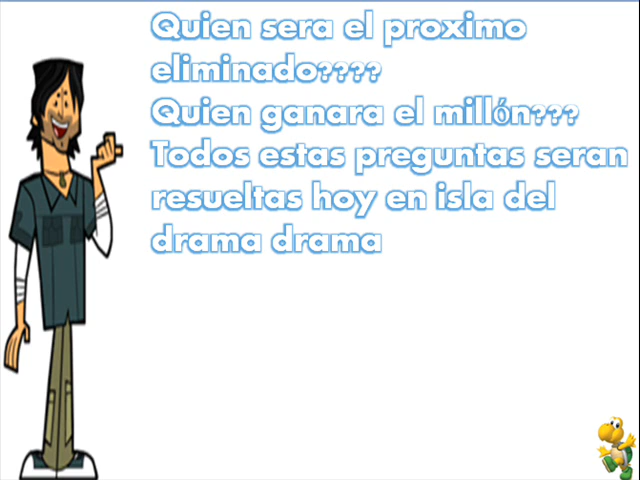 Quien sera el proximo
eliminado????
Quien ganara el millón???
Todos estas preguntas seran
resueltas hoy en isla del
drama drama